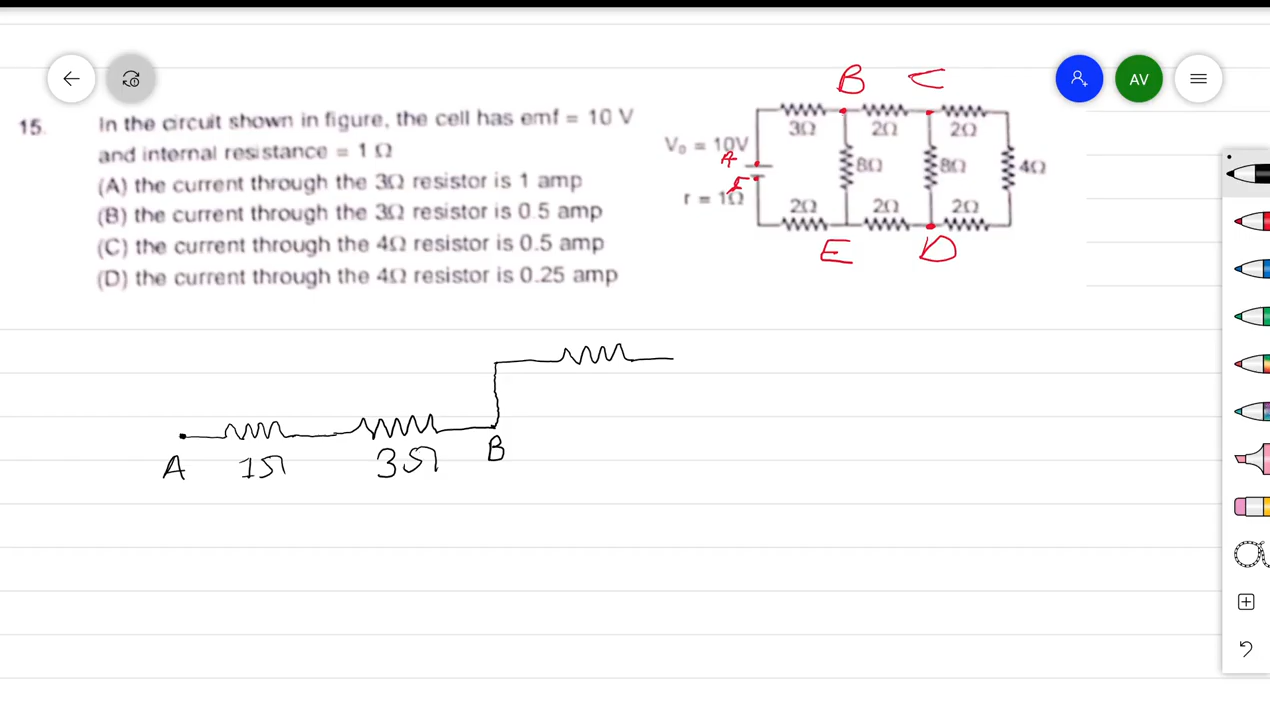 AV
B C
15. In the circuit shown in figure, the cell has emf = 10 V
and internal resistance = 1 Ω
(A) the current through the 3Ω resistor is 1 amp
(B) the current through the 3Ω resistor is 0.5 amp
(C) the current through the 4Ω resistor is 0.5 amp
(D) the current through the 4Ω resistor is 0.25 amp
3Ω 2Ω 2Ω
V₀ = 10V
A
8Ω 8Ω 4Ω
r = 1Ω
2Ω 2Ω 2Ω
E D
A 1Ω 3Ω B